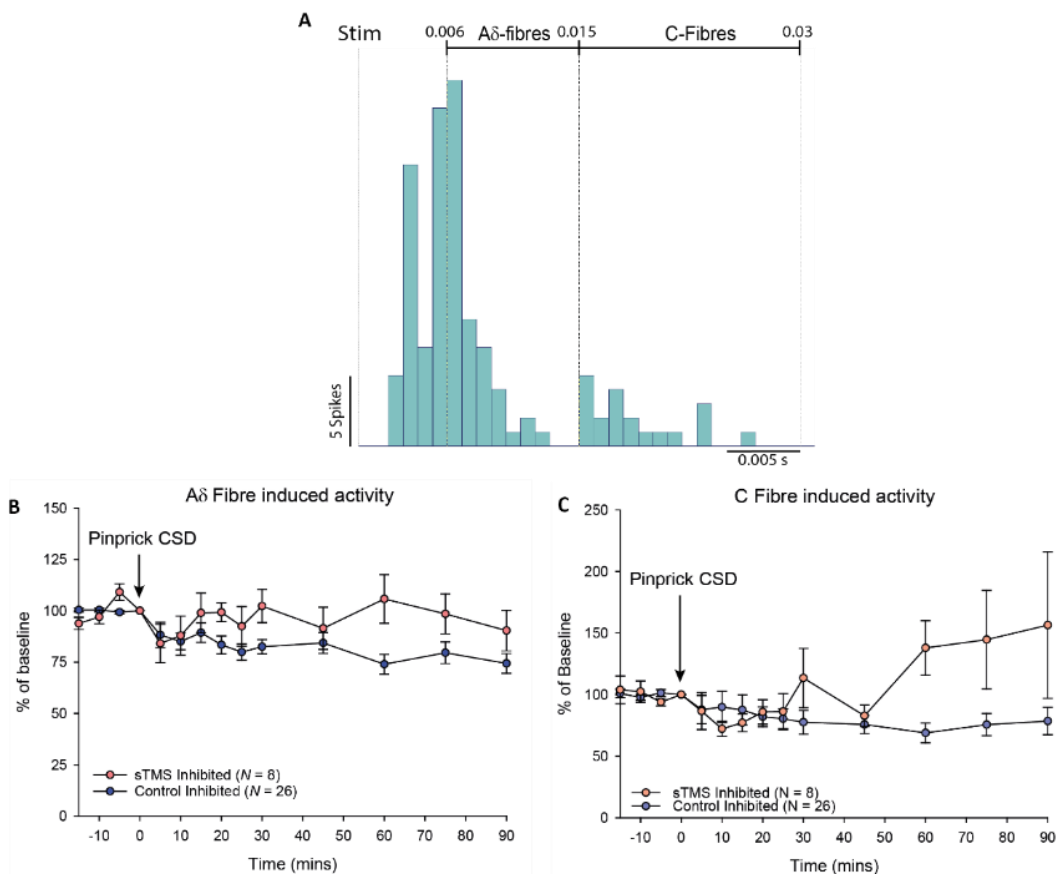 A
Stim 0.006 Aδ-fibres 0.015 C-Fibres 0.03
5 Spikes
0.005 s
B
Aδ Fibre induced activity
Pinprick CSD
% of baseline
150
125
100
75
50
25
0
sTMS Inhibited (N = 8)
Control Inhibited (N = 26)
-10 0 10 20 30 40 50 60 70 80 90
Time (mins)
C
C Fibre induced activity
Pinprick CSD
% of Baseline
250
200
150
100
50
0
sTMS Inhibited (N = 8)
Control Inhibited (N = 26)
-10 0 10 20 30 40 50 60 70 80 90
Time (mins)